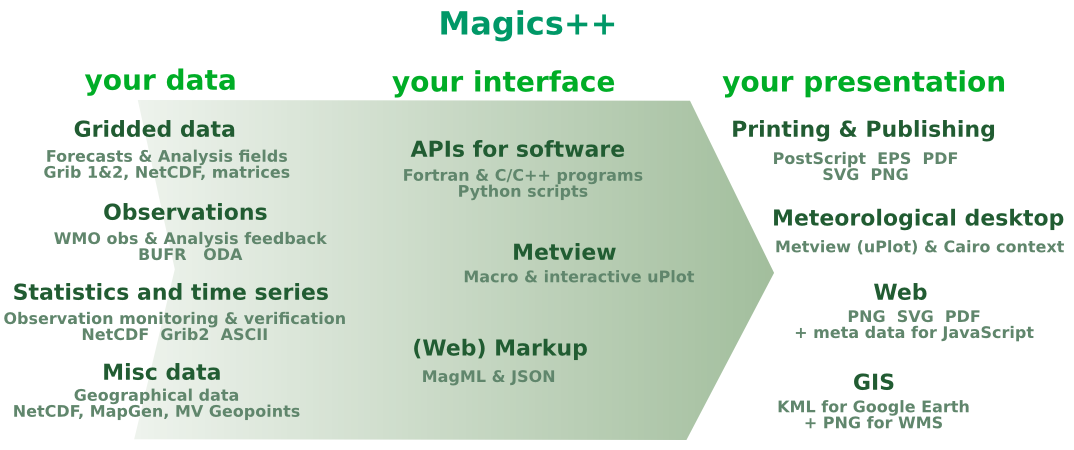 Magics++
your data
Gridded data
Forecasts & Analysis fields
Grib 1&2, NetCDF, matrices
Observations
WMO obs & Analysis feedback
BUFR ODA
Statistics and time series
Observation monitoring & verification
NetCDF Grib2 ASCII
Misc data
Geographical data
NetCDF, MapGen, MV Geopoints
your interface
APIs for software
Fortran & C/C++ programs
Python scripts
Metview
Macro & interactive uPlot
(Web) Markup
MagML & JSON
your presentation
Printing & Publishing
PostScript EPS PDF
SVG PNG
Meteorological desktop
Metview (uPlot) & Cairo context
Web
PNG SVG PDF
+ meta data for JavaScript
GIS
KML for Google Earth
+ PNG for WMS